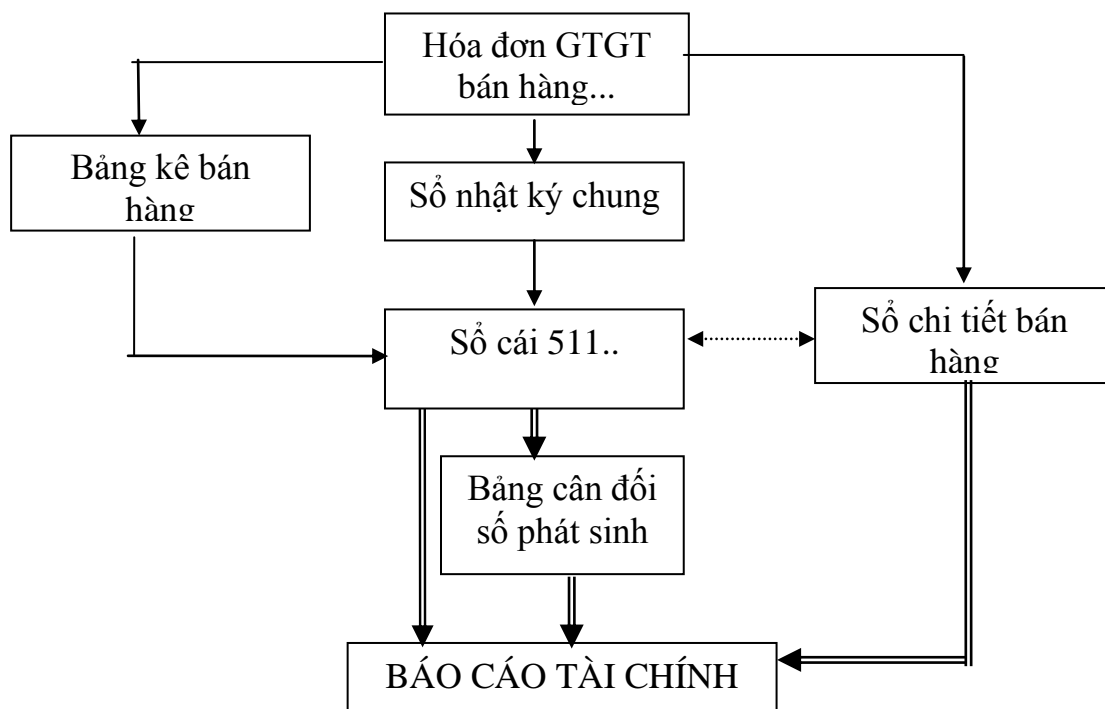 Hóa đơn GTGT
bán hàng...
Bảng kê bán
hàng
Sổ nhật ký chung
Sổ cái 511..
Sổ chi tiết bán
hàng
Bảng cân đối
số phát sinh
BÁO CÁO TÀI CHÍNH